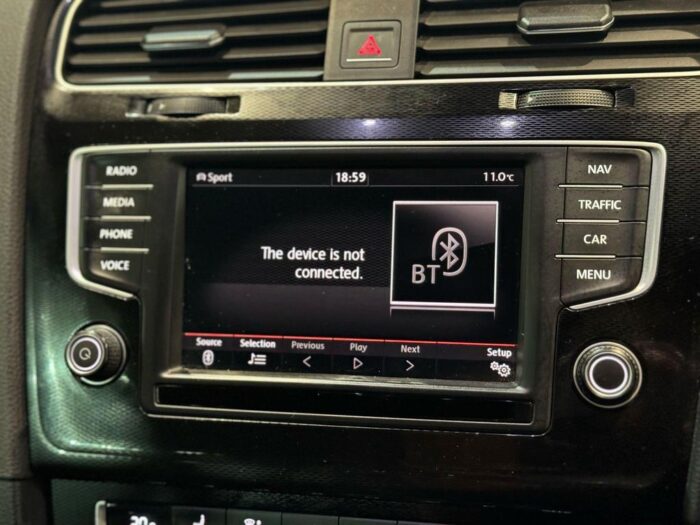 RADIO
MEDIA
PHONE
VOICE
Sport 18:59 11.0°C
The device is not
connected.
BT
Source Selection Previous Play Next Setup
NAV
TRAFFIC
CAR
MENU